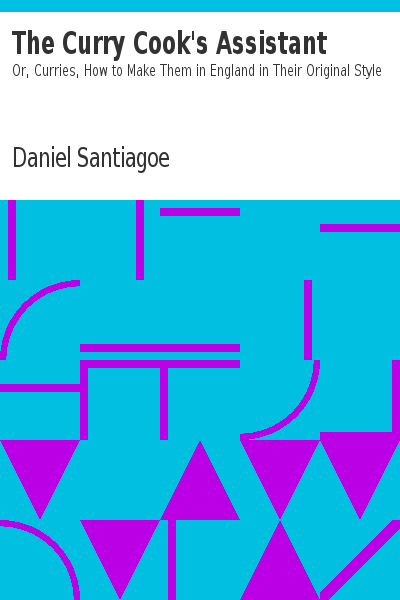 The Curry Cook's Assistant
Or, Curries, How to Make Them in England in Their Original Style
Daniel Santiagoe